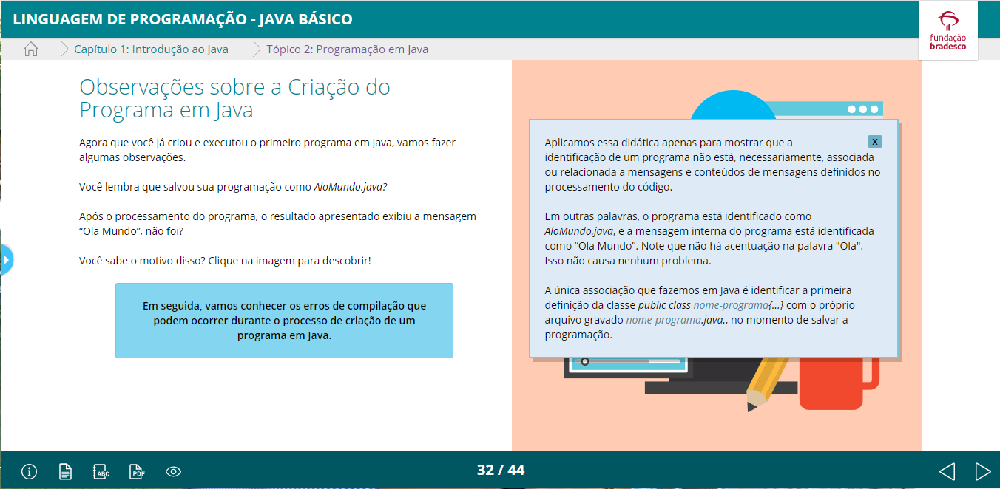 LINGUAGEM DE PROGRAMAÇÃO - JAVA BÁSICO
fundação
bradesco
Capítulo 1: Introdução ao Java
Tópico 2: Programação em Java
Observações sobre a Criação do
Programa em Java
Agora que você já criou e executou o primeiro programa em Java, vamos fazer
algumas observações.
Você lembra que salvou sua programação como AloMundo.java?
Após o processamento do programa, o resultado apresentado exibiu a mensagem
“Ola Mundo”, não foi?
Você sabe o motivo disso? Clique na imagem para descobrir!
Em seguida, vamos conhecer os erros de compilação que
podem ocorrer durante o processo de criação de um
programa em Java.
X
Aplicamos essa didática apenas para mostrar que a
identificação de um programa não está, necessariamente, associada
ou relacionada a mensagens e conteúdos de mensagens definidos no
processamento do código.
Em outras palavras, o programa está identificado como
AloMundo.java, e a mensagem interna do programa está identificada
como “Ola Mundo”. Note que não há acentuação na palavra "Ola".
Isso não causa nenhum problema.
A única associação que fazemos em Java é identificar a primeira
definição da classe public class nome-programa{...} com o próprio
arquivo gravado nome-programa.java., no momento de salvar a
programação.
ABC
PDF
32 / 44